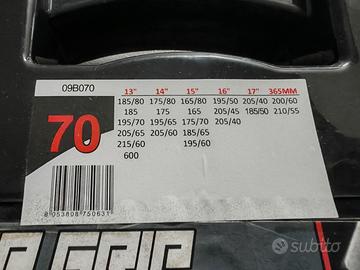 09B070
13" 14" 15" 16" 17" 365MM
185/80 175/80 165/80 195/50 205/40 200/60
185 175 165 205/45 185/50 210/55
195/70 195/65 175/70 205/40
205/65 205/60 185/65
215/60 195/60
600
70
8 053808 750631
GRIP
subito